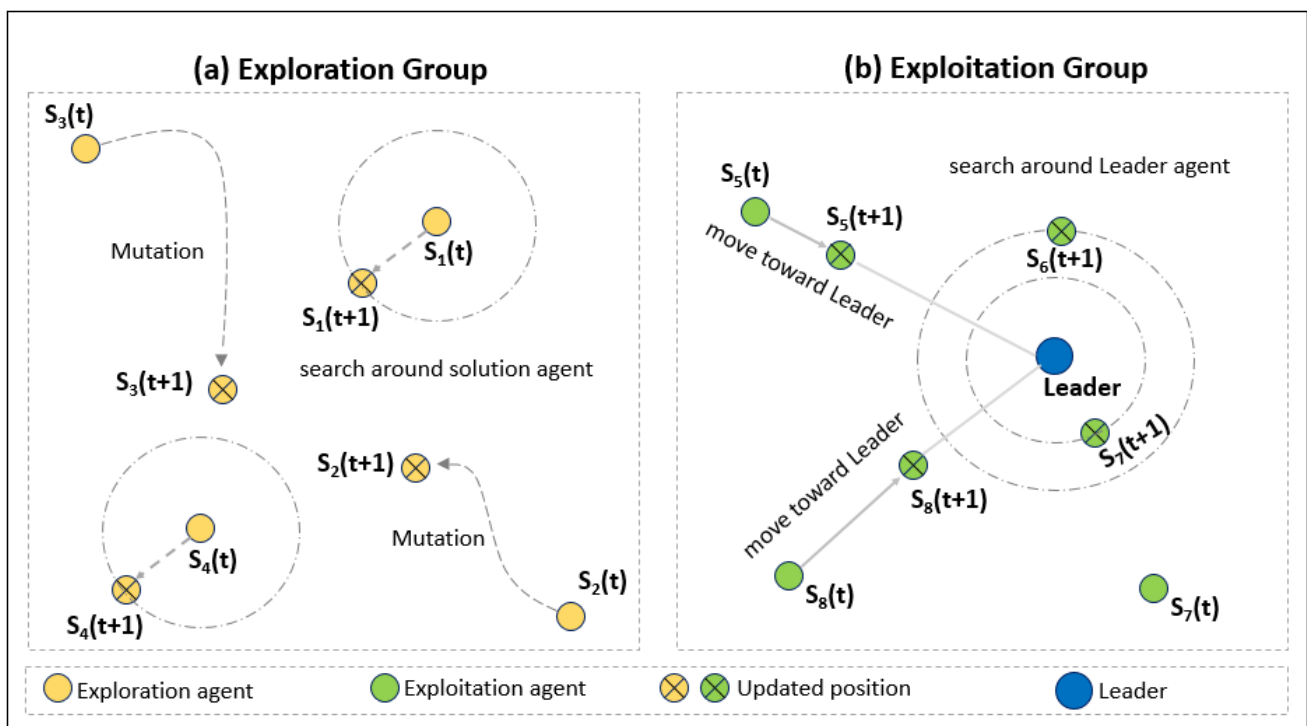 (a) Exploration Group
S₃(t)
Mutation
S₁(t)
S₁(t+1)
search around solution agent
S₃(t+1)
S₂(t+1)
S₄(t)
Mutation
S₂(t)
S₄(t+1)
(b) Exploitation Group
search around Leader agent
S₅(t)
S₅(t+1)
move toward Leader
S₆(t+1)
Leader
S₇(t+1)
move toward Leader
S₈(t+1)
S₈(t)
S₇(t)
Exploration agent
Exploitation agent
Updated position
Leader